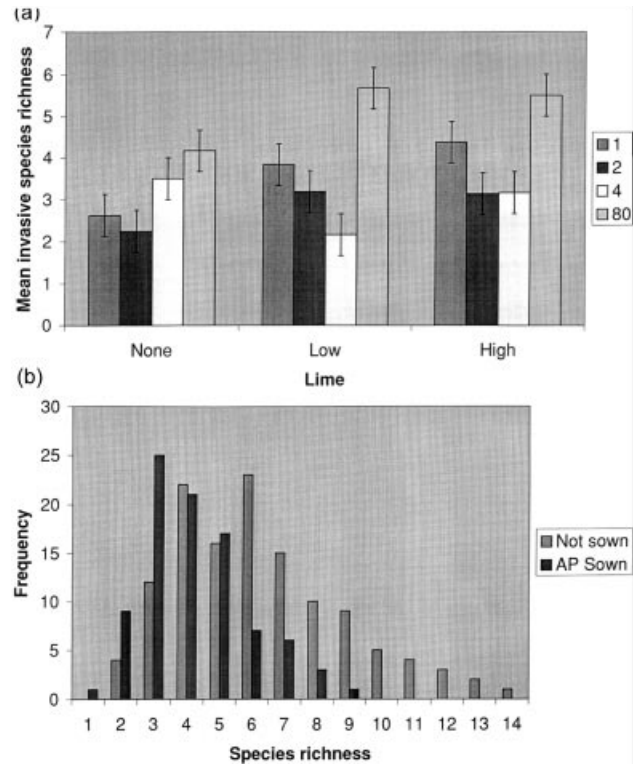 (a)
7
6
5
4
3
2
1
0
Mean invasive species richness
None Low High
Lime
1
2
4
80
(b)
30
25
20
15
10
5
0
Frequency
1 2 3 4 5 6 7 8 9 10 11 12 13 14
Species richness
Not sown
AP Sown